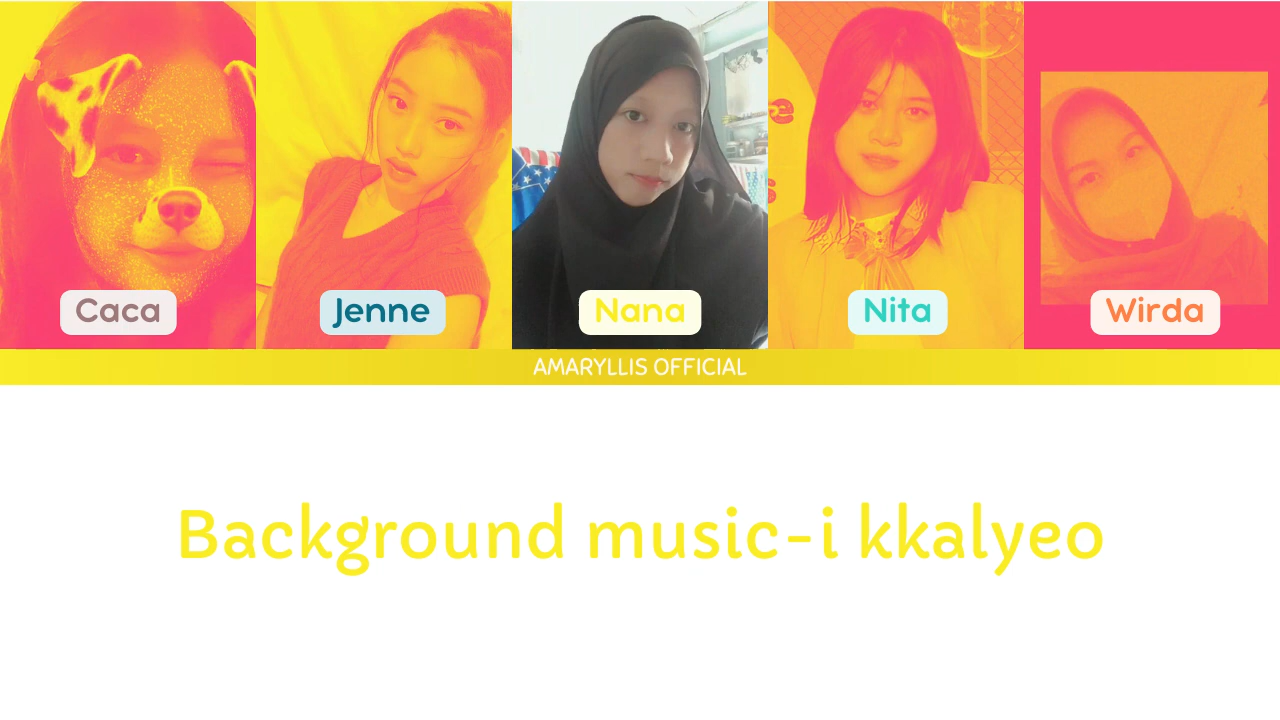 Caca
Jenne
Nana
Nita
Wirda
AMARYLLIS OFFICIAL
Background music-i kkalyeo